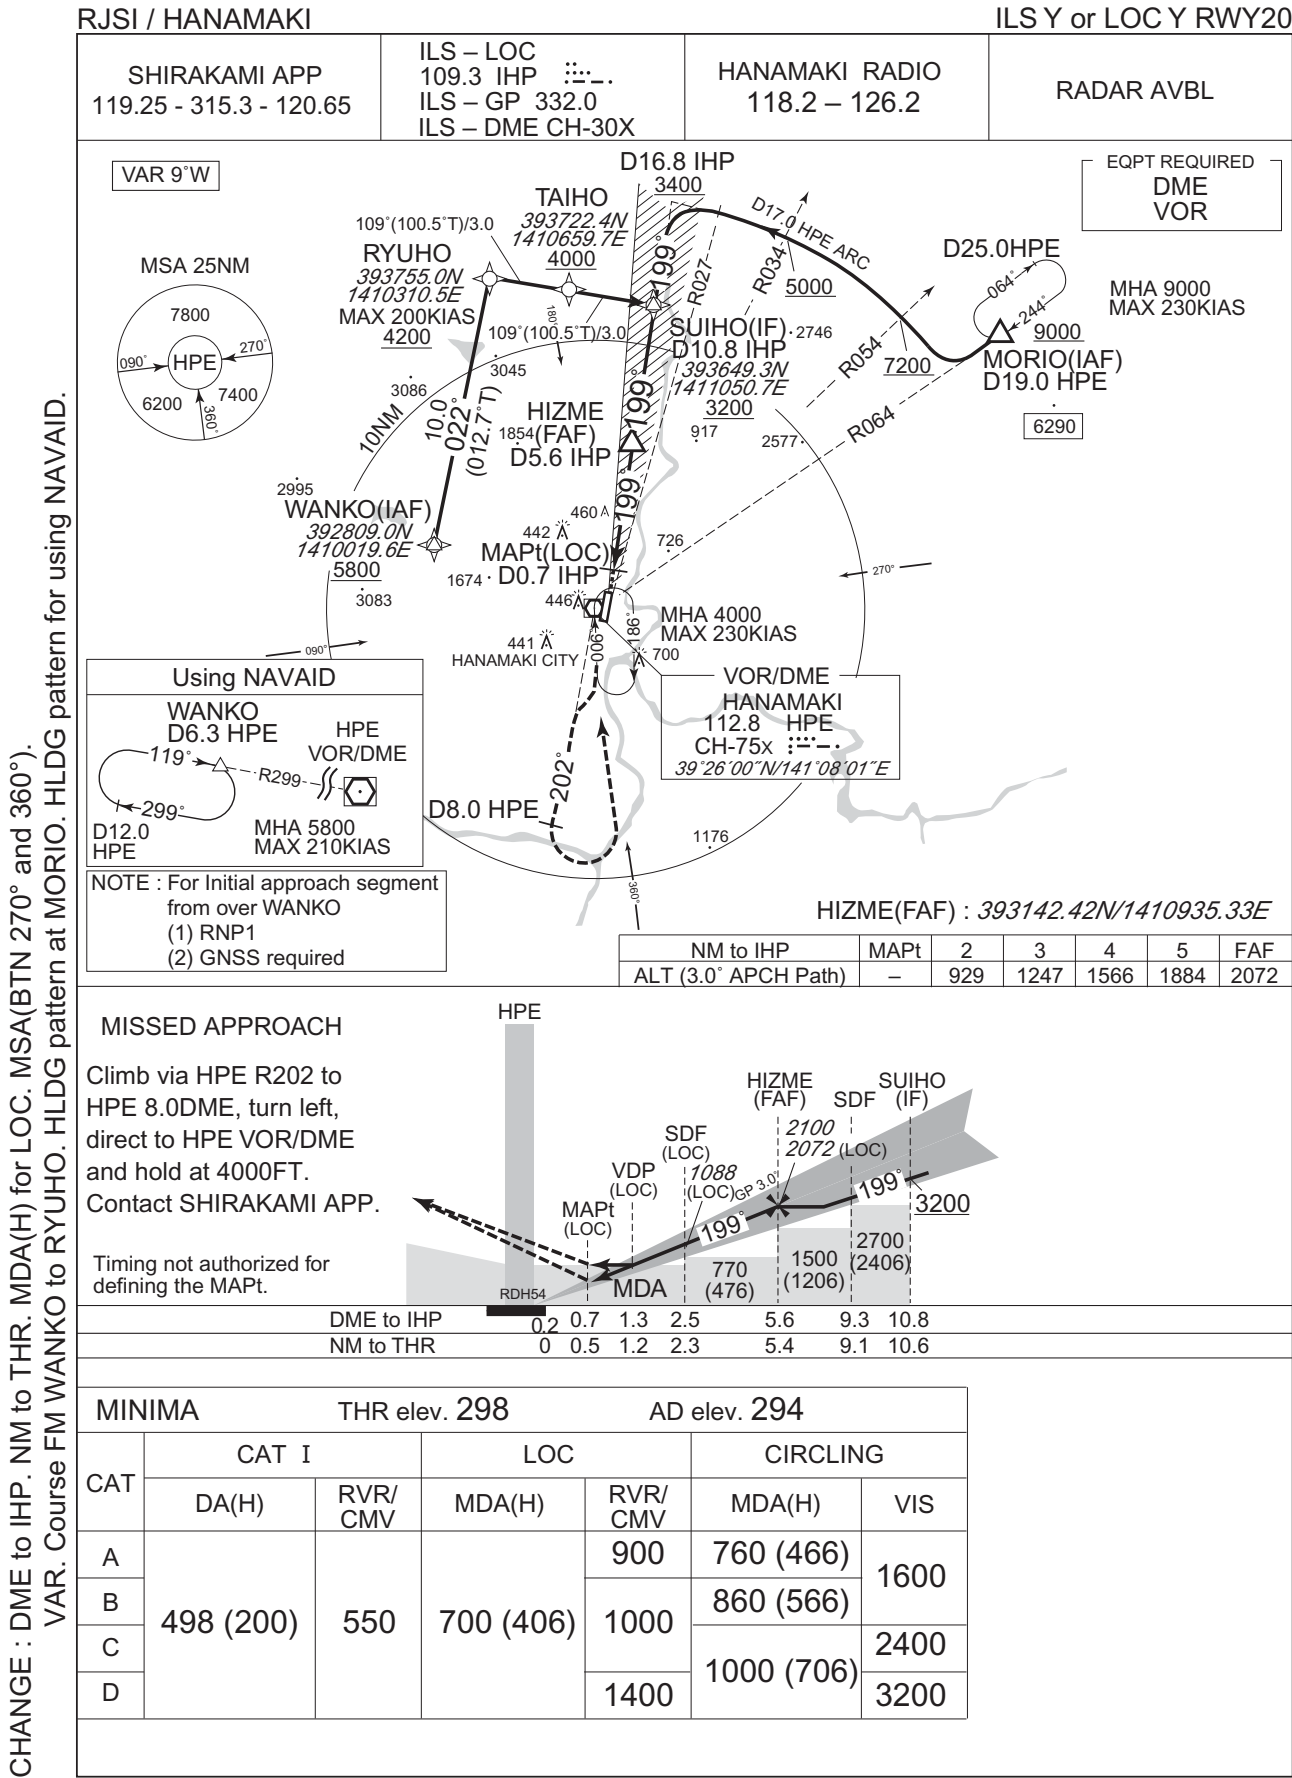 RJSI / HANAMAKI
ILS Y or LOC Y RWY20
SHIRAKAMI APP
119.25 - 315.3 - 120.65
ILS – LOC
109.3 IHP
ILS – GP 332.0
ILS – DME CH-30X
HANAMAKI RADIO
118.2 – 126.2
RADAR AVBL
VAR 9°W
EQPT REQUIRED
DME
VOR
MSA 25NM
7800
HPE
090°
270°
6200
7400
360°
D16.8 IHP
3400
TAIHO
393722.4N
1410659.7E
4000
109°(100.5°T)/3.0
RYUHO
393755.0N
1410310.5E
MAX 200KIAS
4200
109°(100.5°T)/3.0
180°
199°
R027
R034
D17.0 HPE ARC
5000
D25.0HPE
064°
244°
MHA 9000
MAX 230KIAS
9000
MORIO(IAF)
D19.0 HPE
6290
7200
R054
R064
SUIHO(IF)
D10.8 IHP
393649.3N
1411050.7E
3200
2746
3045
3086
10NM
10.0
022°
(012.7°T)
199°
HIZME
(FAF)
D5.6 IHP
1854
917
2577
2995
WANKO(IAF)
392809.0N
1410019.6E
5800
3083
199°
460
442
MAPt(LOC)
D0.7 IHP
1674
726
446
270°
441
HANAMAKI CITY
006°
186°
MHA 4000
MAX 230KIAS
700
090°
VOR/DME
HANAMAKI
112.8 HPE
CH-75x
39°26′00″N/141°08′01″E
Using NAVAID
WANKO
D6.3 HPE
HPE
VOR/DME
119°
R299
299°
D12.0
HPE
MHA 5800
MAX 210KIAS
202°
D8.0 HPE
1176
360°
NOTE : For Initial approach segment
from over WANKO
(1) RNP1
(2) GNSS required
HIZME(FAF) : 393142.42N/1410935.33E
NM to IHP MAPt 2 3 4 5 FAF
ALT (3.0° APCH Path) – 929 1247 1566 1884 2072
MISSED APPROACH
Climb via HPE R202 to
HPE 8.0DME, turn left,
direct to HPE VOR/DME
and hold at 4000FT.
Contact SHIRAKAMI APP.
Timing not authorized for
defining the MAPt.
HPE
HIZME
(FAF)
SDF
SUIHO
(IF)
2100
2072 (LOC)
SDF
(LOC)
1088
(LOC)
GP 3.0°
VDP
(LOC)
MAPt
(LOC)
199°
199°
3200
2700
(2406)
1500
(1206)
770
(476)
MDA
RDH54
DME to IHP 0.2 0.7 1.3 2.5 5.6 9.3 10.8
NM to THR 0 0.5 1.2 2.3 5.4 9.1 10.6
MINIMA THR elev. 298 AD elev. 294
CAT
CAT I
LOC
CIRCLING
DA(H)
RVR/
CMV
MDA(H)
RVR/
CMV
MDA(H)
VIS
A
B
C
D
498 (200)
550
700 (406)
900
1000
1400
760 (466)
860 (566)
1000 (706)
1600
2400
3200
CHANGE : DME to IHP. NM to THR. MDA(H) for LOC. MSA(BTN 270° and 360°).
VAR. Course FM WANKO to RYUHO. HLDG pattern at MORIO. HLDG pattern for using NAVAID.